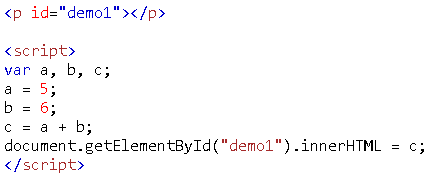 <p id="demo1"></p>
<script>
var a, b, c;
a = 5;
b = 6;
c = a + b;
document.getElementById("demo1").innerHTML = c;
</script>